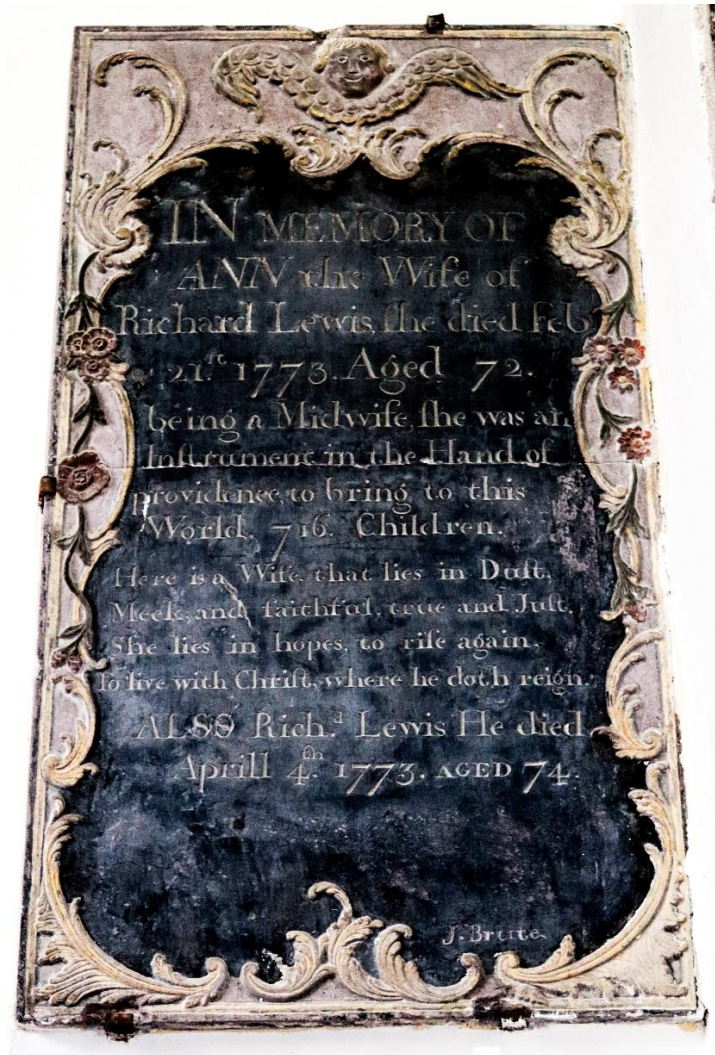 IN MEMORY OF
ANN the Wife of
Richard Lewis, ſhe died Feb
21.ſt 1773. Aged 72.
being a Midwife, ſhe was an
Inſtrument in the Hand of
providence, to bring to this
World, 716. Children.
Here is a Wife, that lies in Duſt,
Meek, and faithful, true and Juſt,
She lies in hopes, to riſe again,
To live with Chriſt, where he doth reign.
ALSO Rich.d Lewis He died
Aprill 4.th 1773. AGED 74.
J. Brute